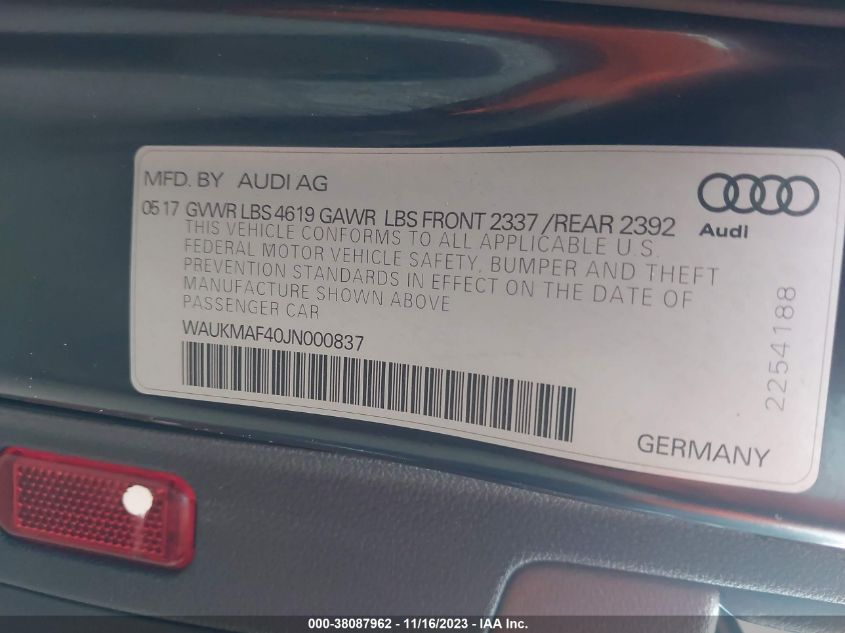 MFD. BY AUDI AG
05 17 GVWR LBS 4619 GAWR LBS FRONT 2337 /REAR 2392
THIS VEHICLE CONFORMS TO ALL APPLICABLE U.S.
FEDERAL MOTOR VEHICLE SAFETY, BUMPER AND THEFT
PREVENTION STANDARDS IN EFFECT ON THE DATE OF
MANUFACTURE SHOWN ABOVE
PASSENGER CAR
WAUKMAF40JN000837
Audi
2254188
GERMANY
000-38087962 - 11/16/2023 - IAA Inc.